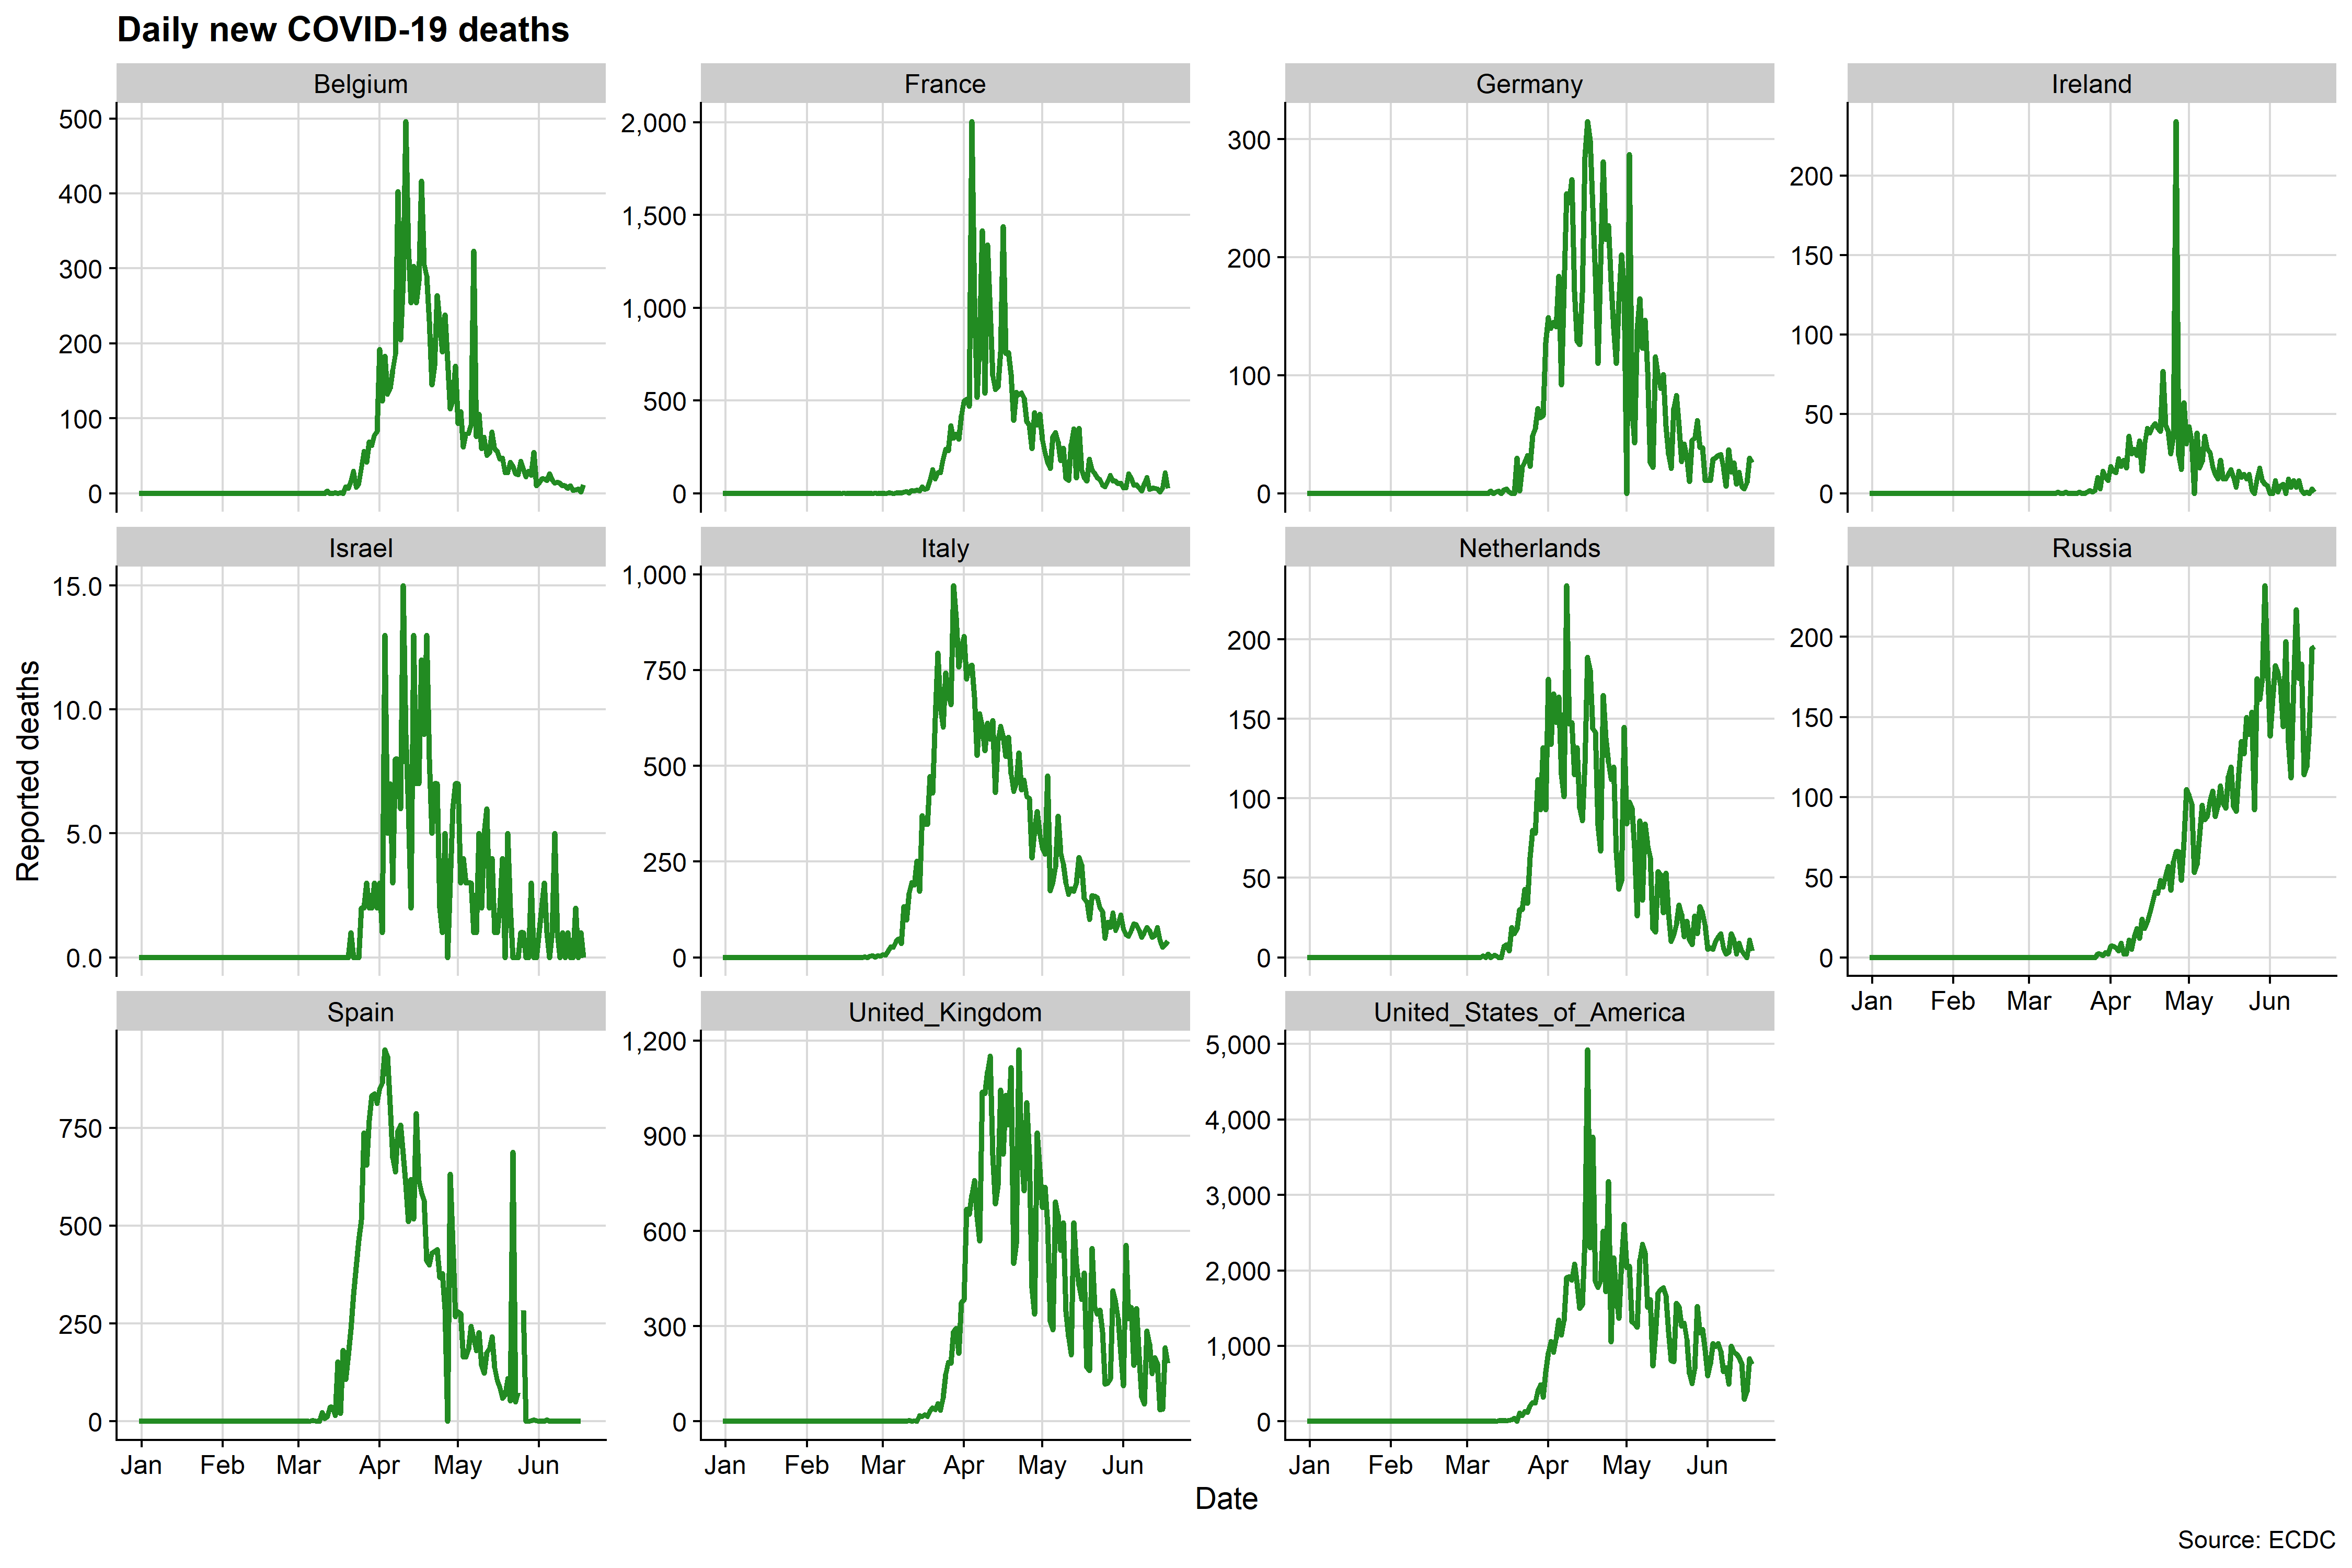 Daily new COVID-19 deaths
Belgium
France
Germany
Ireland
500
400
300
200
100
0
2,000
1,500
1,000
500
0
300
200
100
0
200
150
100
50
0
Israel
Italy
Netherlands
Russia
15.0
10.0
5.0
0.0
1,000
750
500
250
0
200
150
100
50
0
200
150
100
50
0
Jan Feb Mar Apr May Jun
Reported deaths
Spain
United_Kingdom
United_States_of_America
750
500
250
0
1,200
900
600
300
0
5,000
4,000
3,000
2,000
1,000
0
Jan Feb Mar Apr May Jun
Jan Feb Mar Apr May Jun
Jan Feb Mar Apr May Jun
Date
Source: ECDC